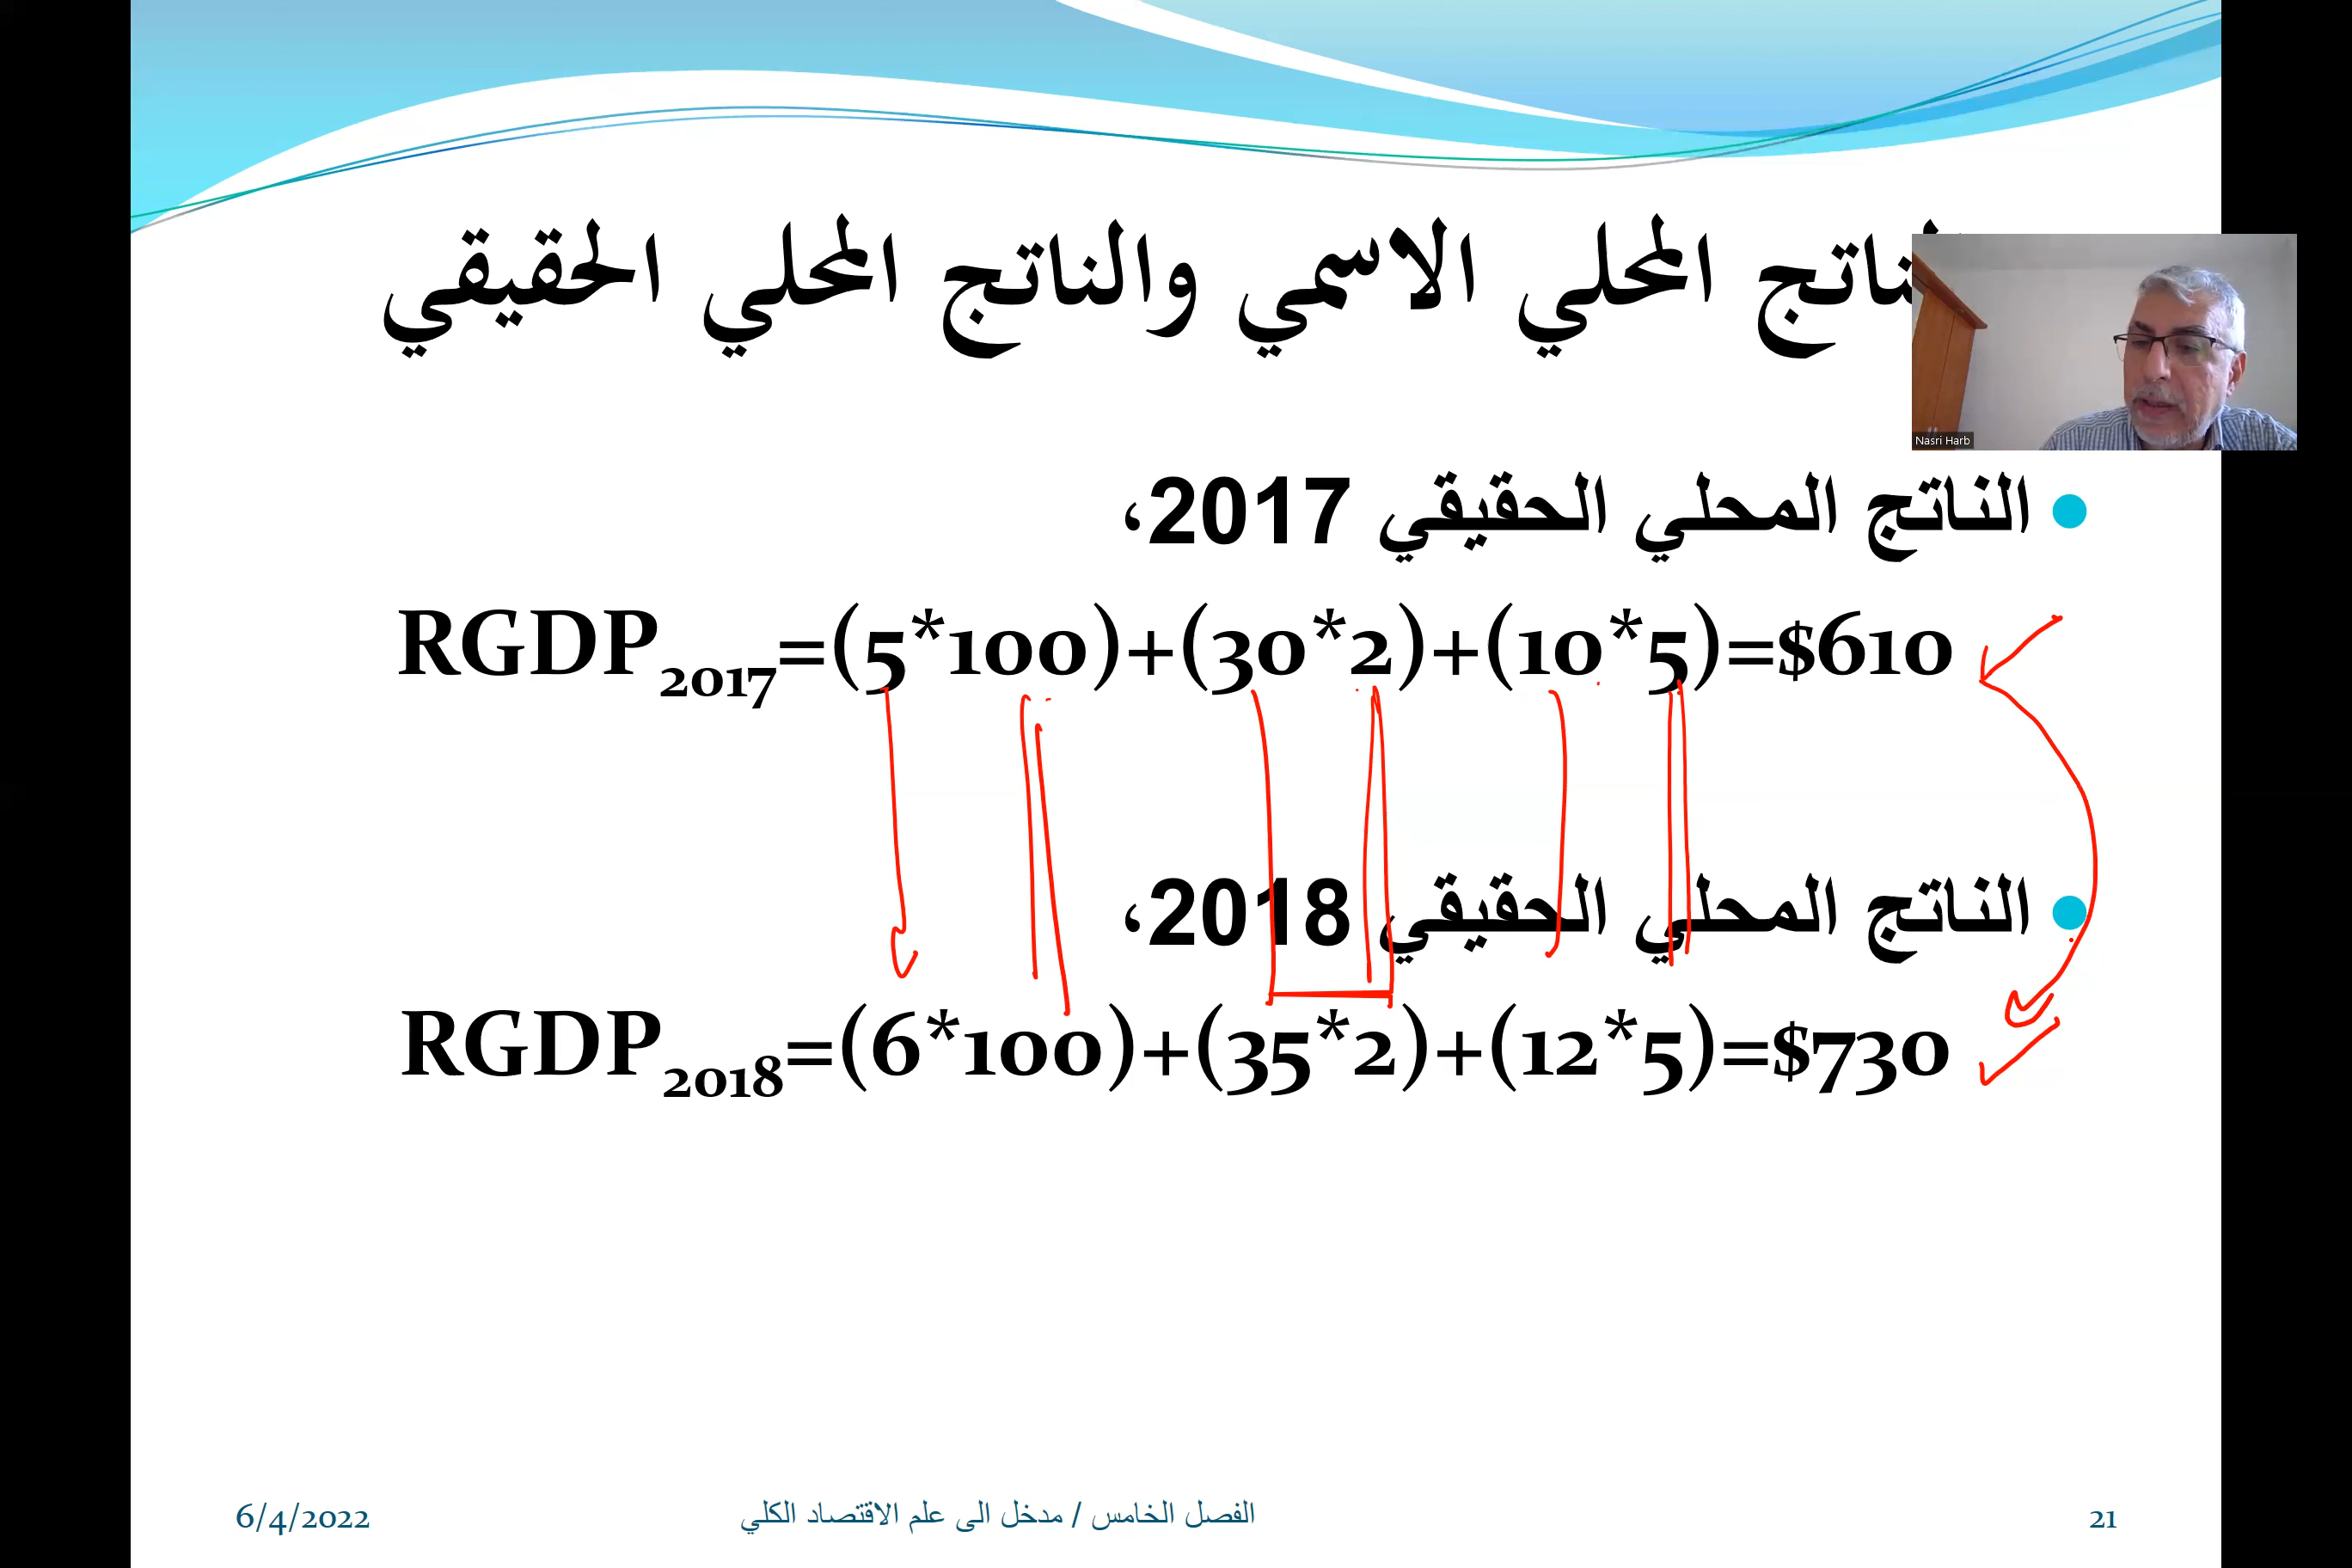 المحلي الاسمي والناتج المحلي الحقيقي
Nasri Harb
الناتج المحلي الحقيقي 2017،
RGDP2017=(5*100)+(30*2)+(10*5)=$610
الناتج المحلي الحقيقي 2018،
RGDP2018=(6*100)+(35*2)+(12*5)=$730
6/4/2022
الفصل الخامس / مدخل الى علم الاقتصاد الكلي
21